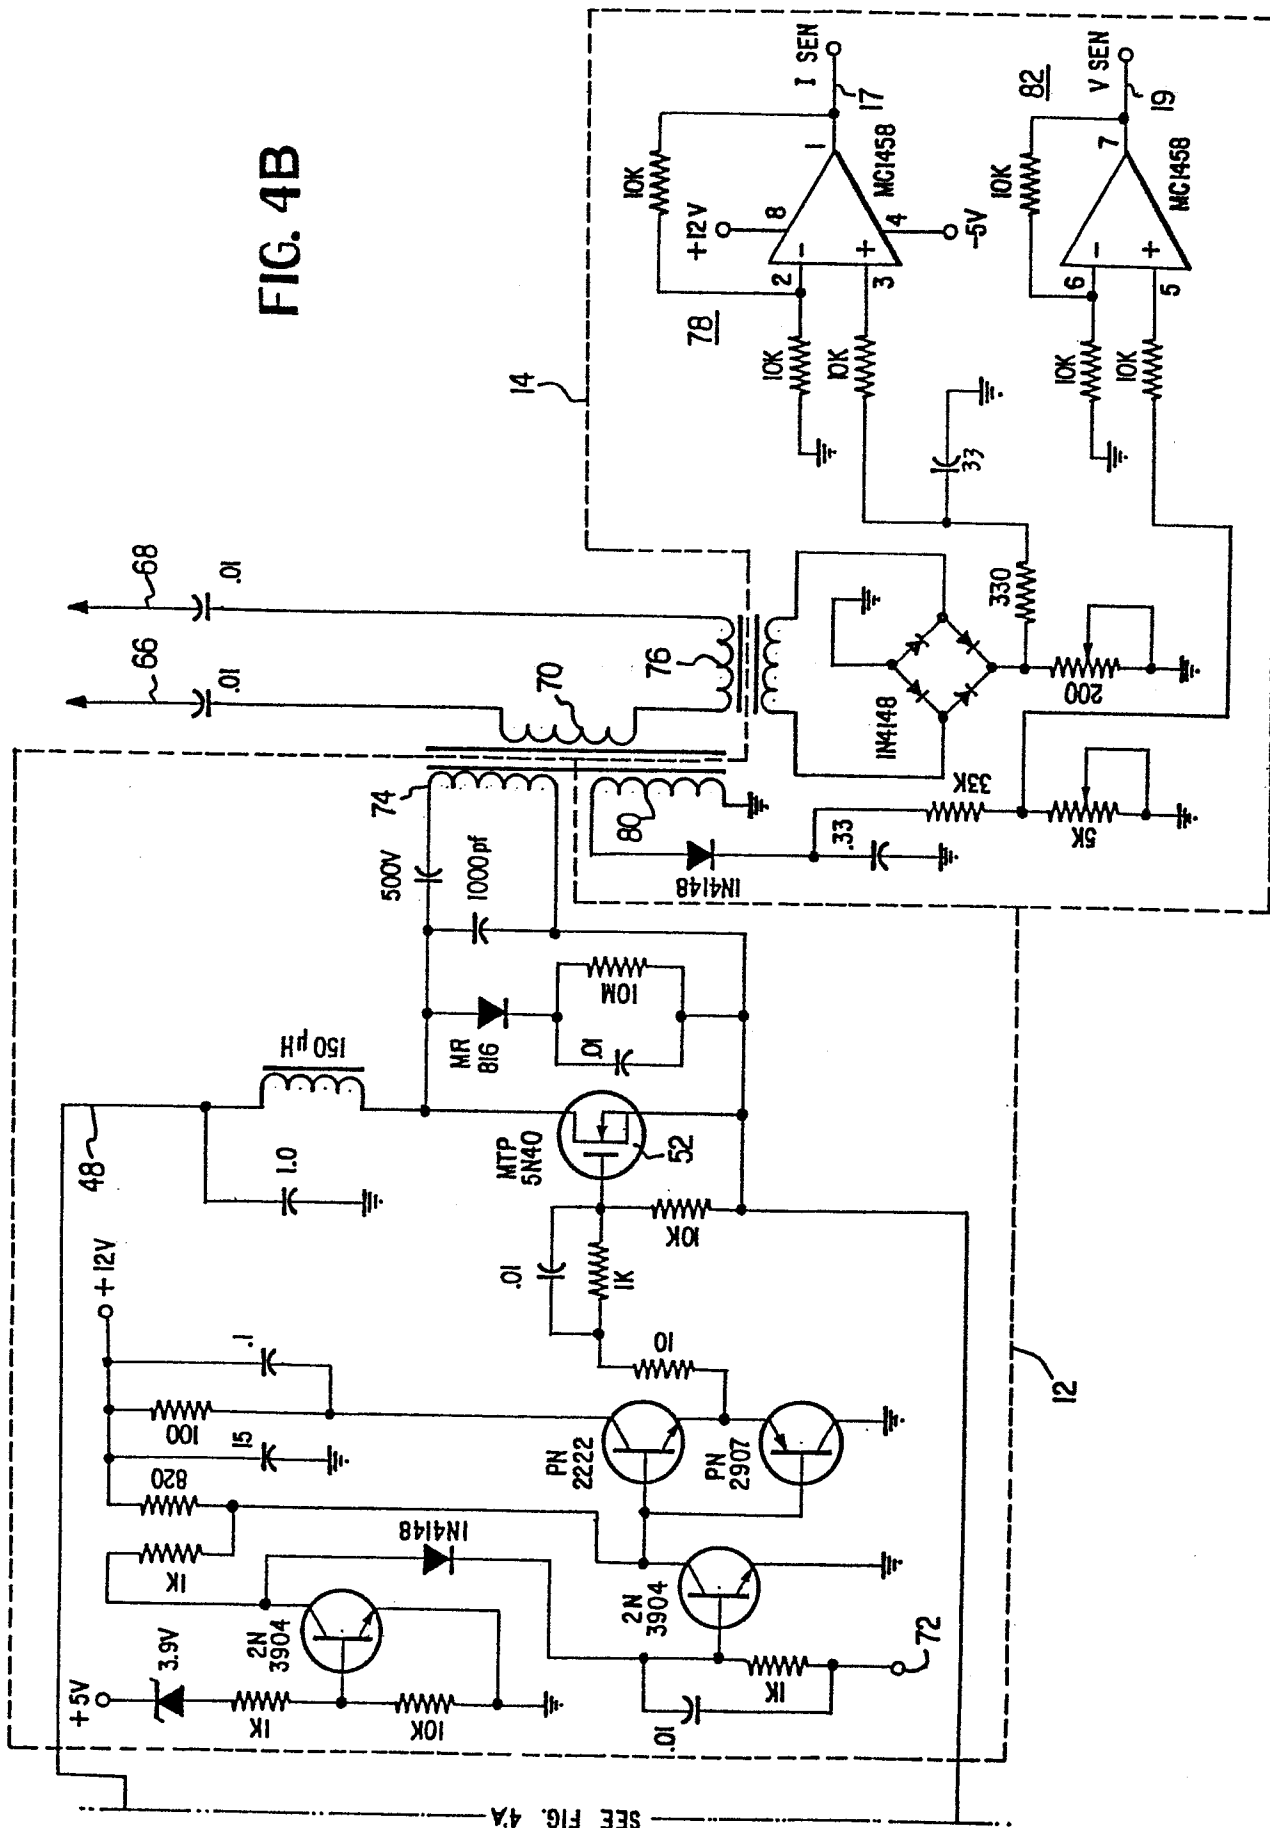 FIG. 4B
SEE FIG. 4A
+5V
3.9V
1K
10K
2N
3904
1K
820
15
100
.1
+12V
48
1.0
150 µH
1N4148
.01
1K
72
2N
3904
PN
2222
PN
2907
10
.01
1K
10K
MTP
5N40
52
MR
816
.01
10M
500V
1000pf
74
12
66
68
.01
.01
70
76
80
1N4148
.33
33K
5K
1N4148
200
330
33
14
78
10K
10K
10K
+12V
8
2
3
-
+
1
4
-5V
MC1458
I SEN
17
82
10K
10K
10K
6
5
-
+
7
MC1458
V SEN
19